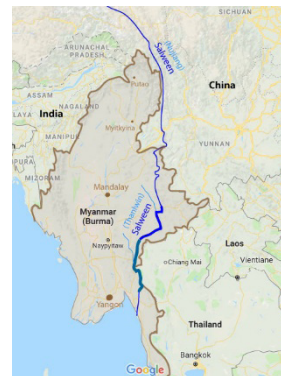 SICHUAN
ARUNACHAL
PRADESH
(Nujiang)
Salween
Putao
China
ASSAM
NAGALAND
LAYA
India
Myitkyina
MANIPUR
YUNNAN
MIZORAM
Mandalay
(Thanlwin)
Salween
Myanmar
(Burma)
Naypyitaw
Laos
Chiang Mai
Vientiane
Yangon
Thailand
Bangkok
Google